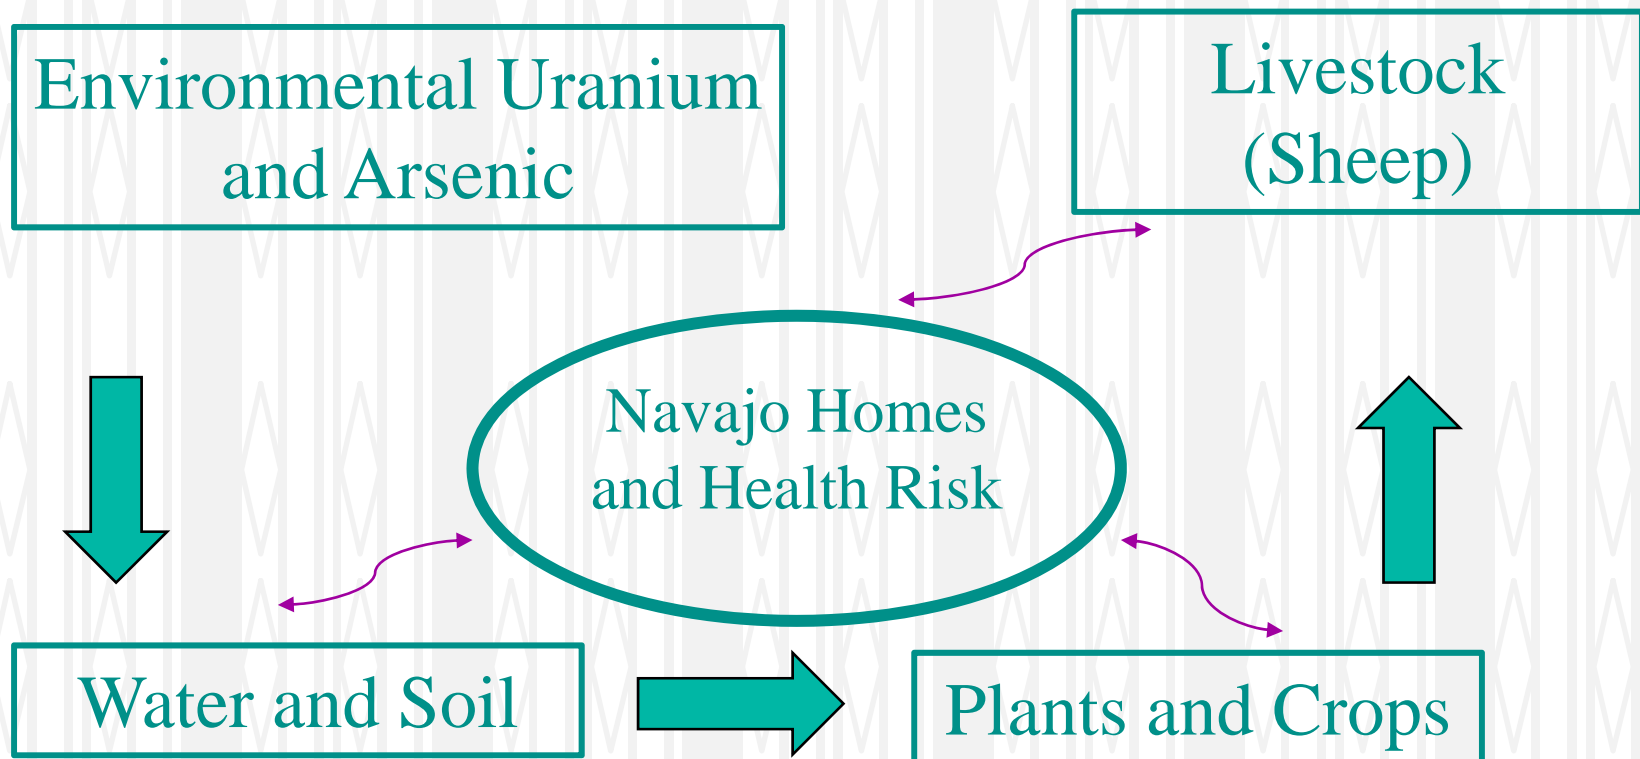 Environmental Uranium
and Arsenic
Livestock
(Sheep)
Navajo Homes
and Health Risk
Water and Soil
Plants and Crops